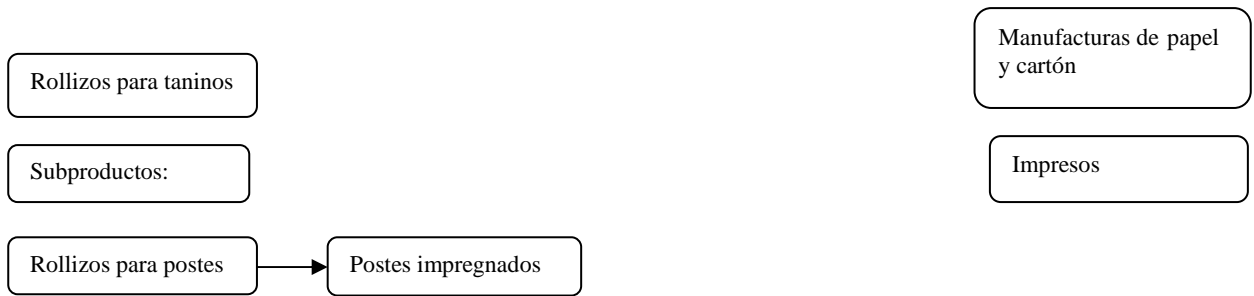 Manufacturas de papel
y cartón
Rollizos para taninos
Subproductos:
Impresos
Rollizos para postes
Postes impregnados